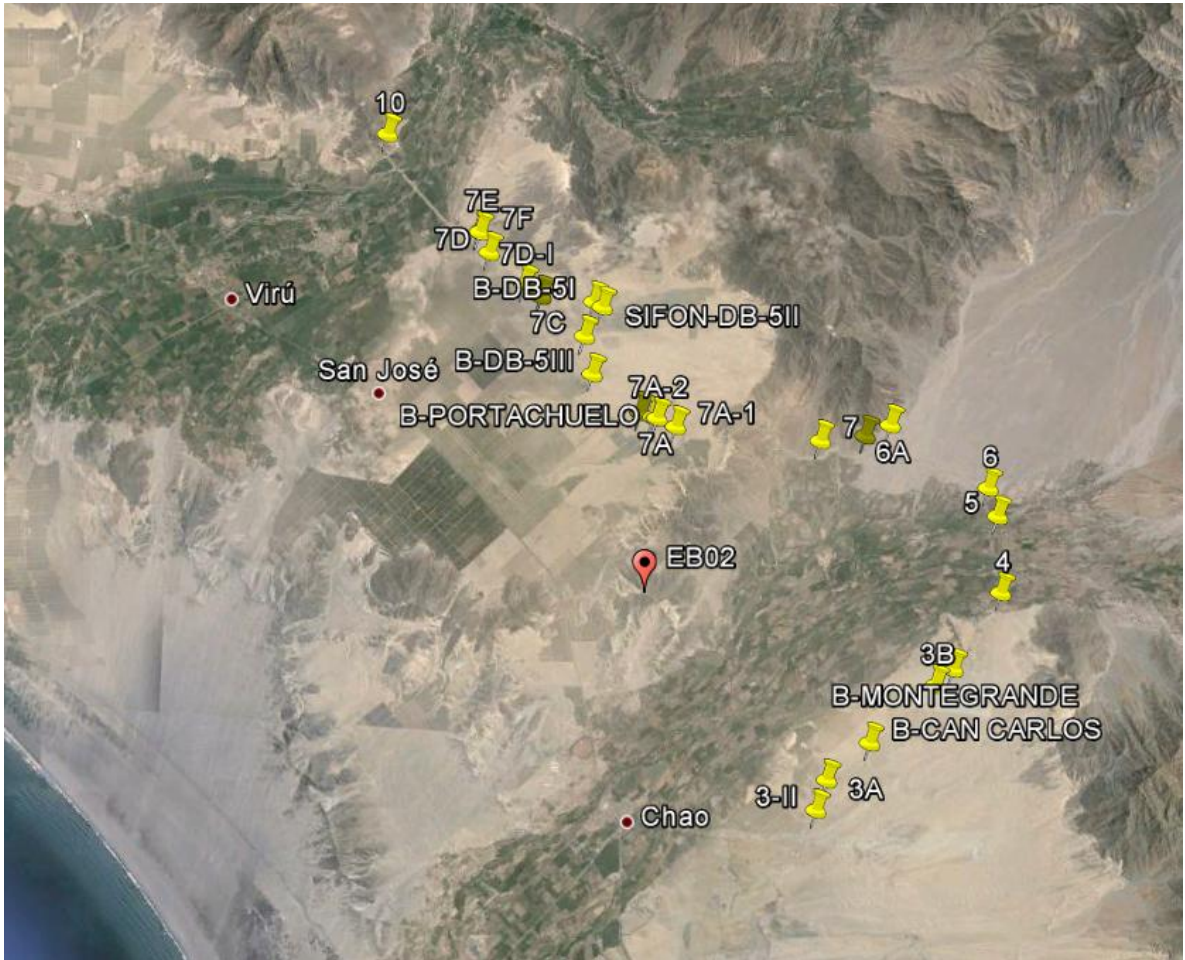 10
7E
7F
7D
7D-I
B-DB-5I
Virú
7C
SIFON-DB-5II
B-DB-5III
San José
7A-2
B-PORTACHUELO
7A-1
7A
7
6A
6
5
EB02
4
3B
B-MONTEGRANDE
B-CAN CARLOS
3-II
3A
Chao